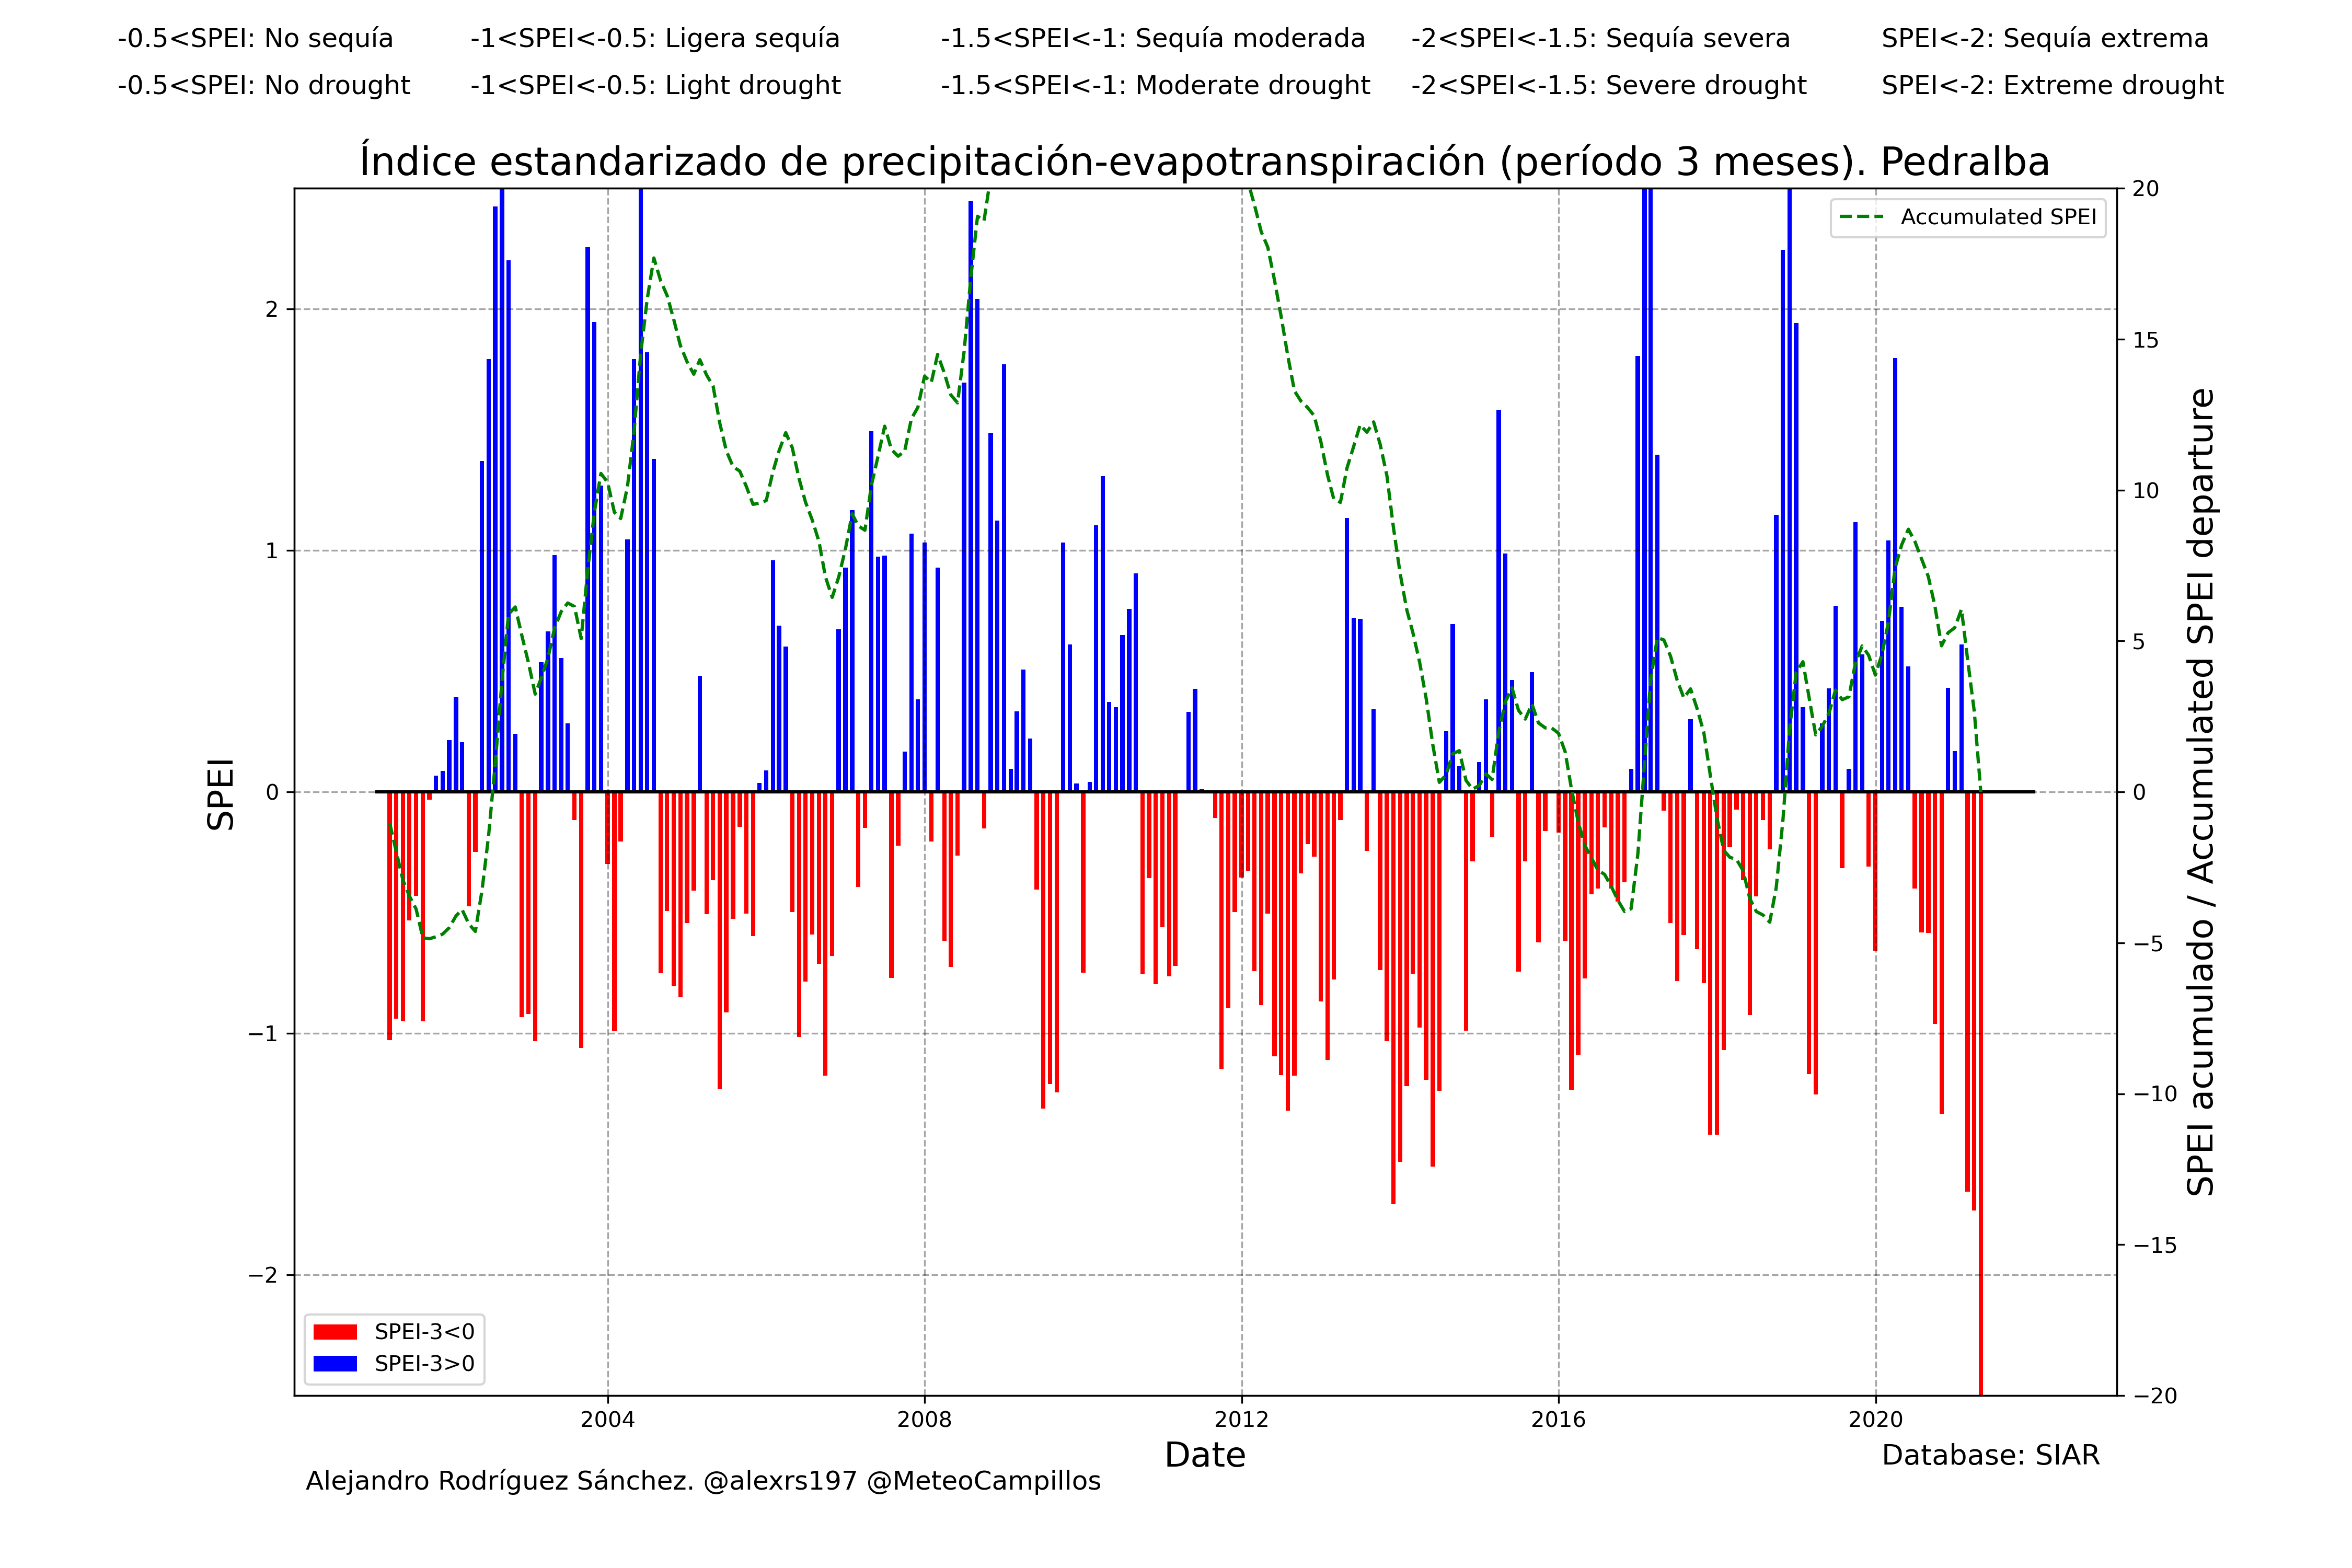 -0.5<SPEI: No sequía -1<SPEI<-0.5: Ligera sequía -1.5<SPEI<-1: Sequía moderada -2<SPEI<-1.5: Sequía severa SPEI<-2: Sequía extrema
-0.5<SPEI: No drought -1<SPEI<-0.5: Light drought -1.5<SPEI<-1: Moderate drought -2<SPEI<-1.5: Severe drought SPEI<-2: Extreme drought
Índice estandarizado de precipitación-evapotranspiración (período 3 meses). Pedralba
Accumulated SPEI
SPEI
2
1
0
−1
−2
20
15
10
5
0
−5
−10
−15
−20
SPEI acumulado / Accumulated SPEI departure
SPEI-3<0
SPEI-3>0
2004 2008 2012 2016 2020
Date
Database: SIAR
Alejandro Rodríguez Sánchez. @alexrs197 @MeteoCampillos